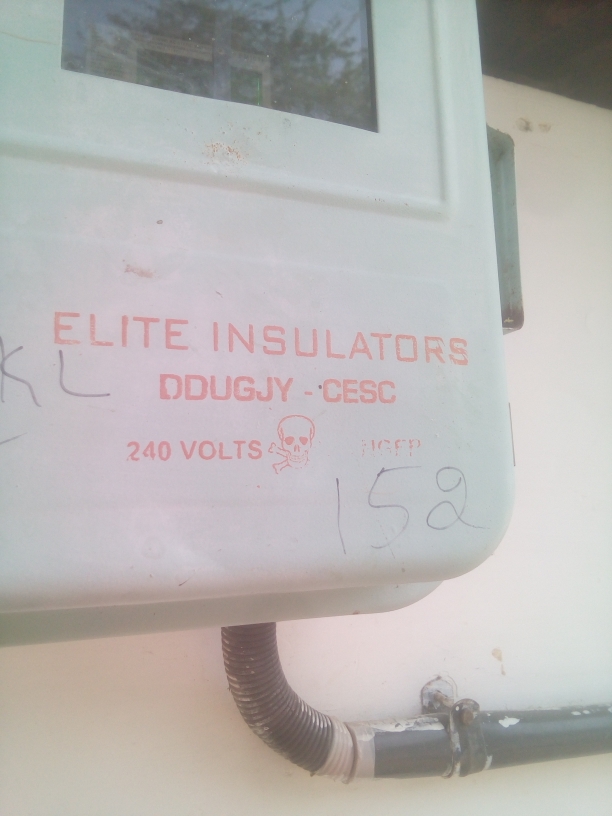 ELITE INSULATORS
KL
DDUGJY - CESC
240 VOLTS
152